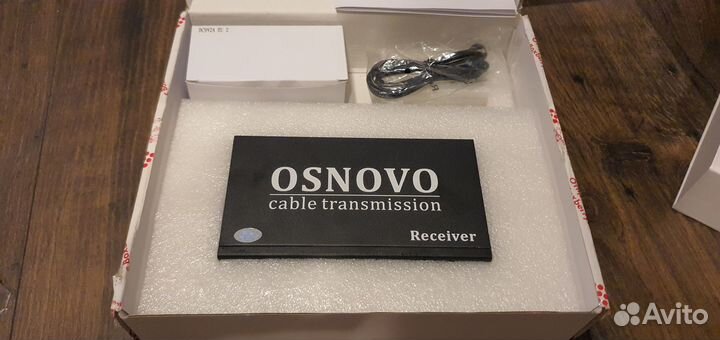 OSNOVO
cable transmission
Receiver
Avito